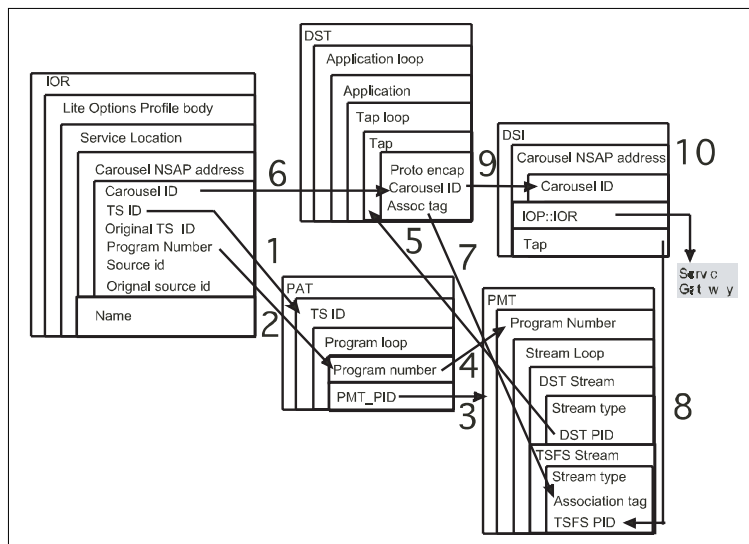 IOR
Lite Options Profile body
Service Location
Carousel NSAP address
Carousel ID
TS ID
Original TS ID
Program Number
Source id
Orignal source id
Name
DST
Application loop
Application
Tap loop
Tap
Proto encap
Carousel ID
Assoc tag
DSI
Carousel NSAP address
Carousel ID
IOP::IOR
Tap
PAT
TS ID
Program loop
Program number
PMT_PID
PMT
Program Number
Stream Loop
DST Stream
Stream type
DST PID
TSFS Stream
Stream type
Association tag
TSFS PID
1
2
3
4
5
6
7
8
9
10